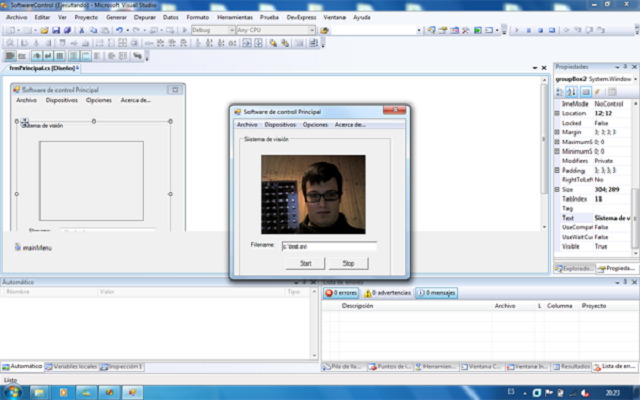 SoftwareControl (Ejecutando) - Microsoft Visual Studio
Archivo Editar Ver Proyecto Generar Depurar Datos Formato Herramientas Prueba DevExpress Ventana Ayuda
Debug Any CPU
frmPrincipal.cs [Diseño]*
Software de control Principal
Archivo Dispositivos Opciones Acerca de...
Sistema de visión
mainMenu
Software de control Principal
Archivo Dispositivos Opciones Acerca de...
Sistema de visión
Filename:
Start Stop
Propiedades
groupBox2 System.Window
ImeMode NoControl
Location 12; 12
Locked False
Margin 3; 3; 3; 3
MaximumS 0; 0
MinimumS 0; 0
Modifiers Private
Padding 3; 3; 3; 3
RightToLeft No
Size 304; 289
TabIndex
Tag
Text Sistema de v
UseCompat False
UseWaitCu False
Visible True
Explorado... Propieda...
Automático
Nombre Valor Tipo
Automático Variables locales Inspección 1
Lista de errores
0 errores 0 advertencias 0 mensajes
Descripción Archivo L Columna Proyecto
Pila de lla... Puntos de i... Herramien... Ventana C... Ventana In... Resultados Lista de err...
Listo
ES 20:23